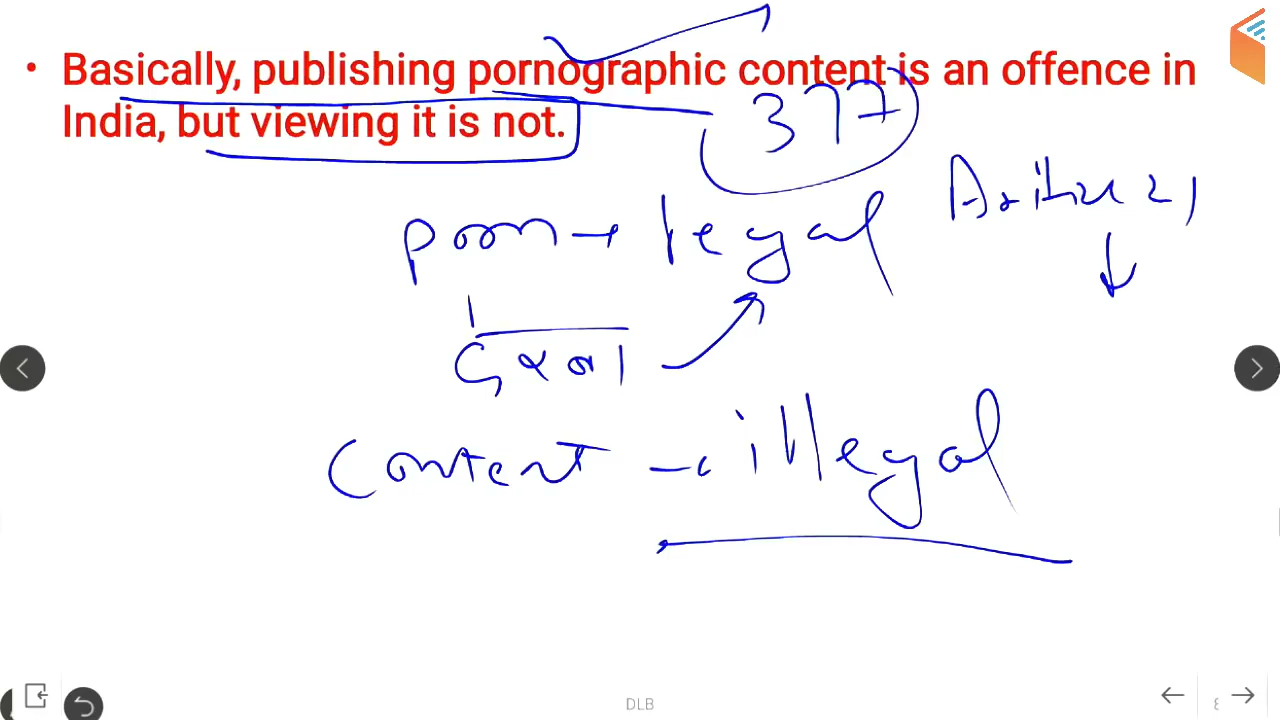 • Basically, publishing pornographic content is an offence in
India, but viewing it is not.
377
porn → legal
Article 21
content → illegal
DLB
8